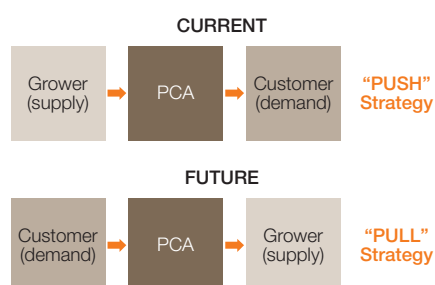 CURRENT
Grower
(supply)
PCA
Customer
(demand)
“PUSH”
Strategy
FUTURE
Customer
(demand)
PCA
Grower
(supply)
“PULL”
Strategy